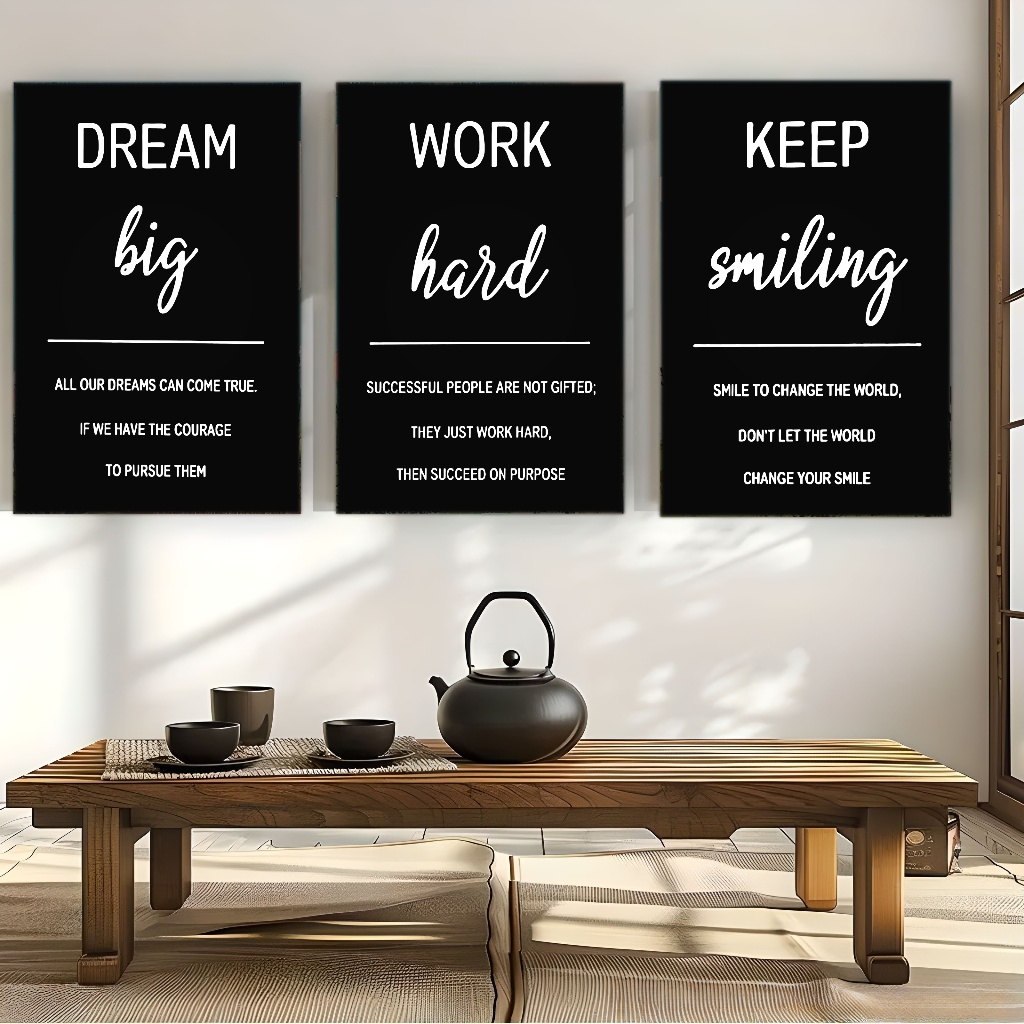 DREAM
big
ALL OUR DREAMS CAN COME TRUE.
IF WE HAVE THE COURAGE
TO PURSUE THEM
WORK
hard
SUCCESSFUL PEOPLE ARE NOT GIFTED;
THEY JUST WORK HARD,
THEN SUCCEED ON PURPOSE
KEEP
smiling
SMILE TO CHANGE THE WORLD,
DON'T LET THE WORLD
CHANGE YOUR SMILE